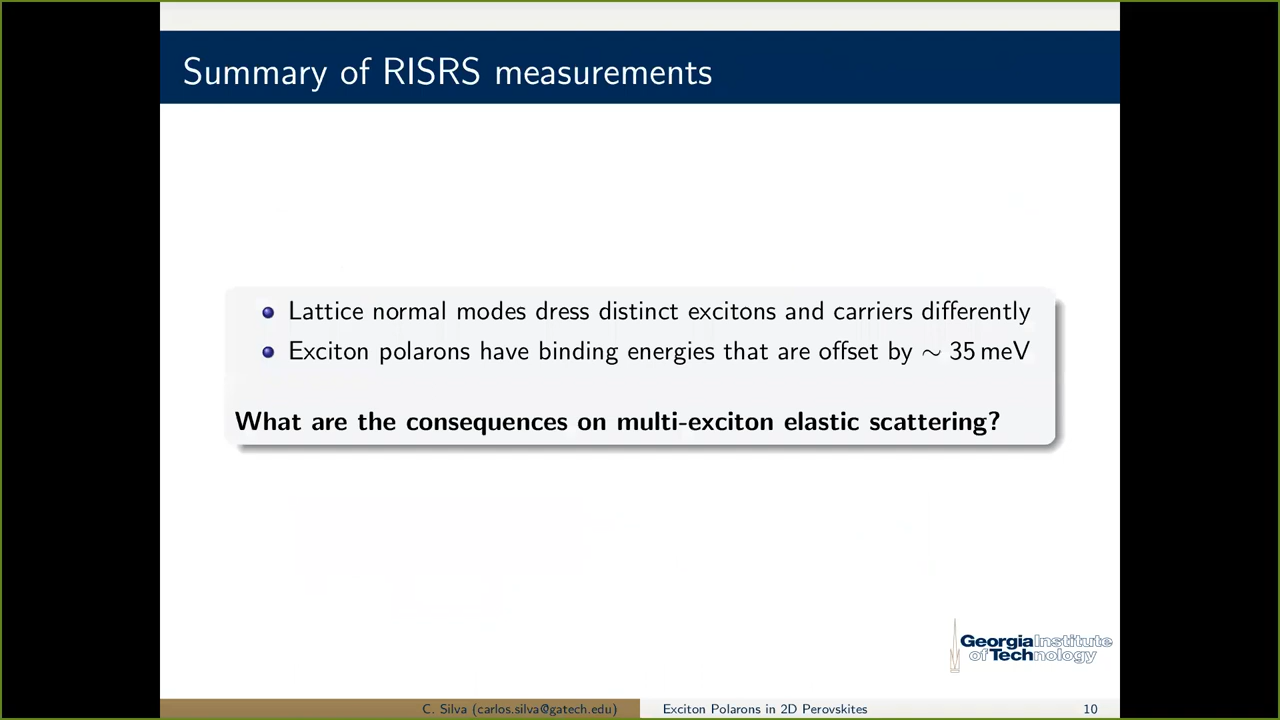 Summary of RISRS measurements
Lattice normal modes dress distinct excitons and carriers differently
Exciton polarons have binding energies that are offset by ∼ 35 meV
What are the consequences on multi-exciton elastic scattering?
Georgia Institute
of Technology
C. Silva (carlos.silva@gatech.edu)
Exciton Polarons in 2D Perovskites
10